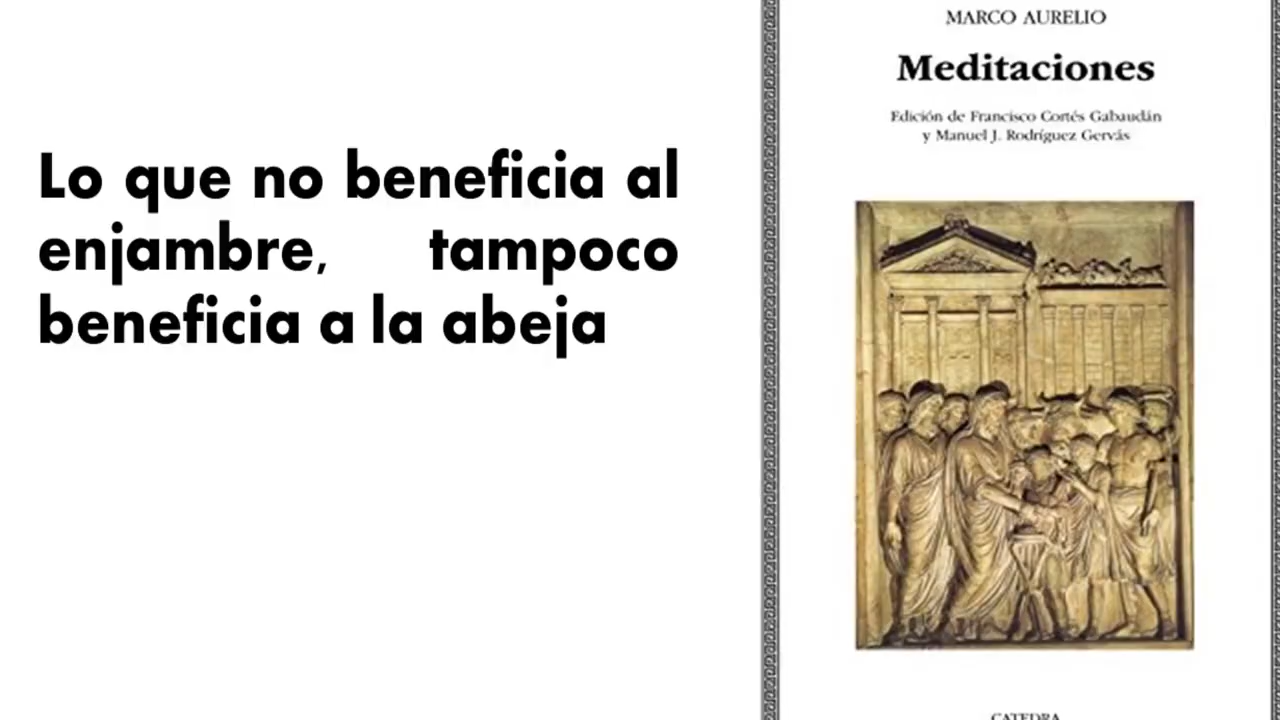 Lo que no beneficia al
enjambre, tampoco
beneficia a la abeja
MARCO AURELIO
Meditaciones
Edición de Francisco Cortés Gabaudán
y Manuel J. Rodríguez Gervás
CATEDRA